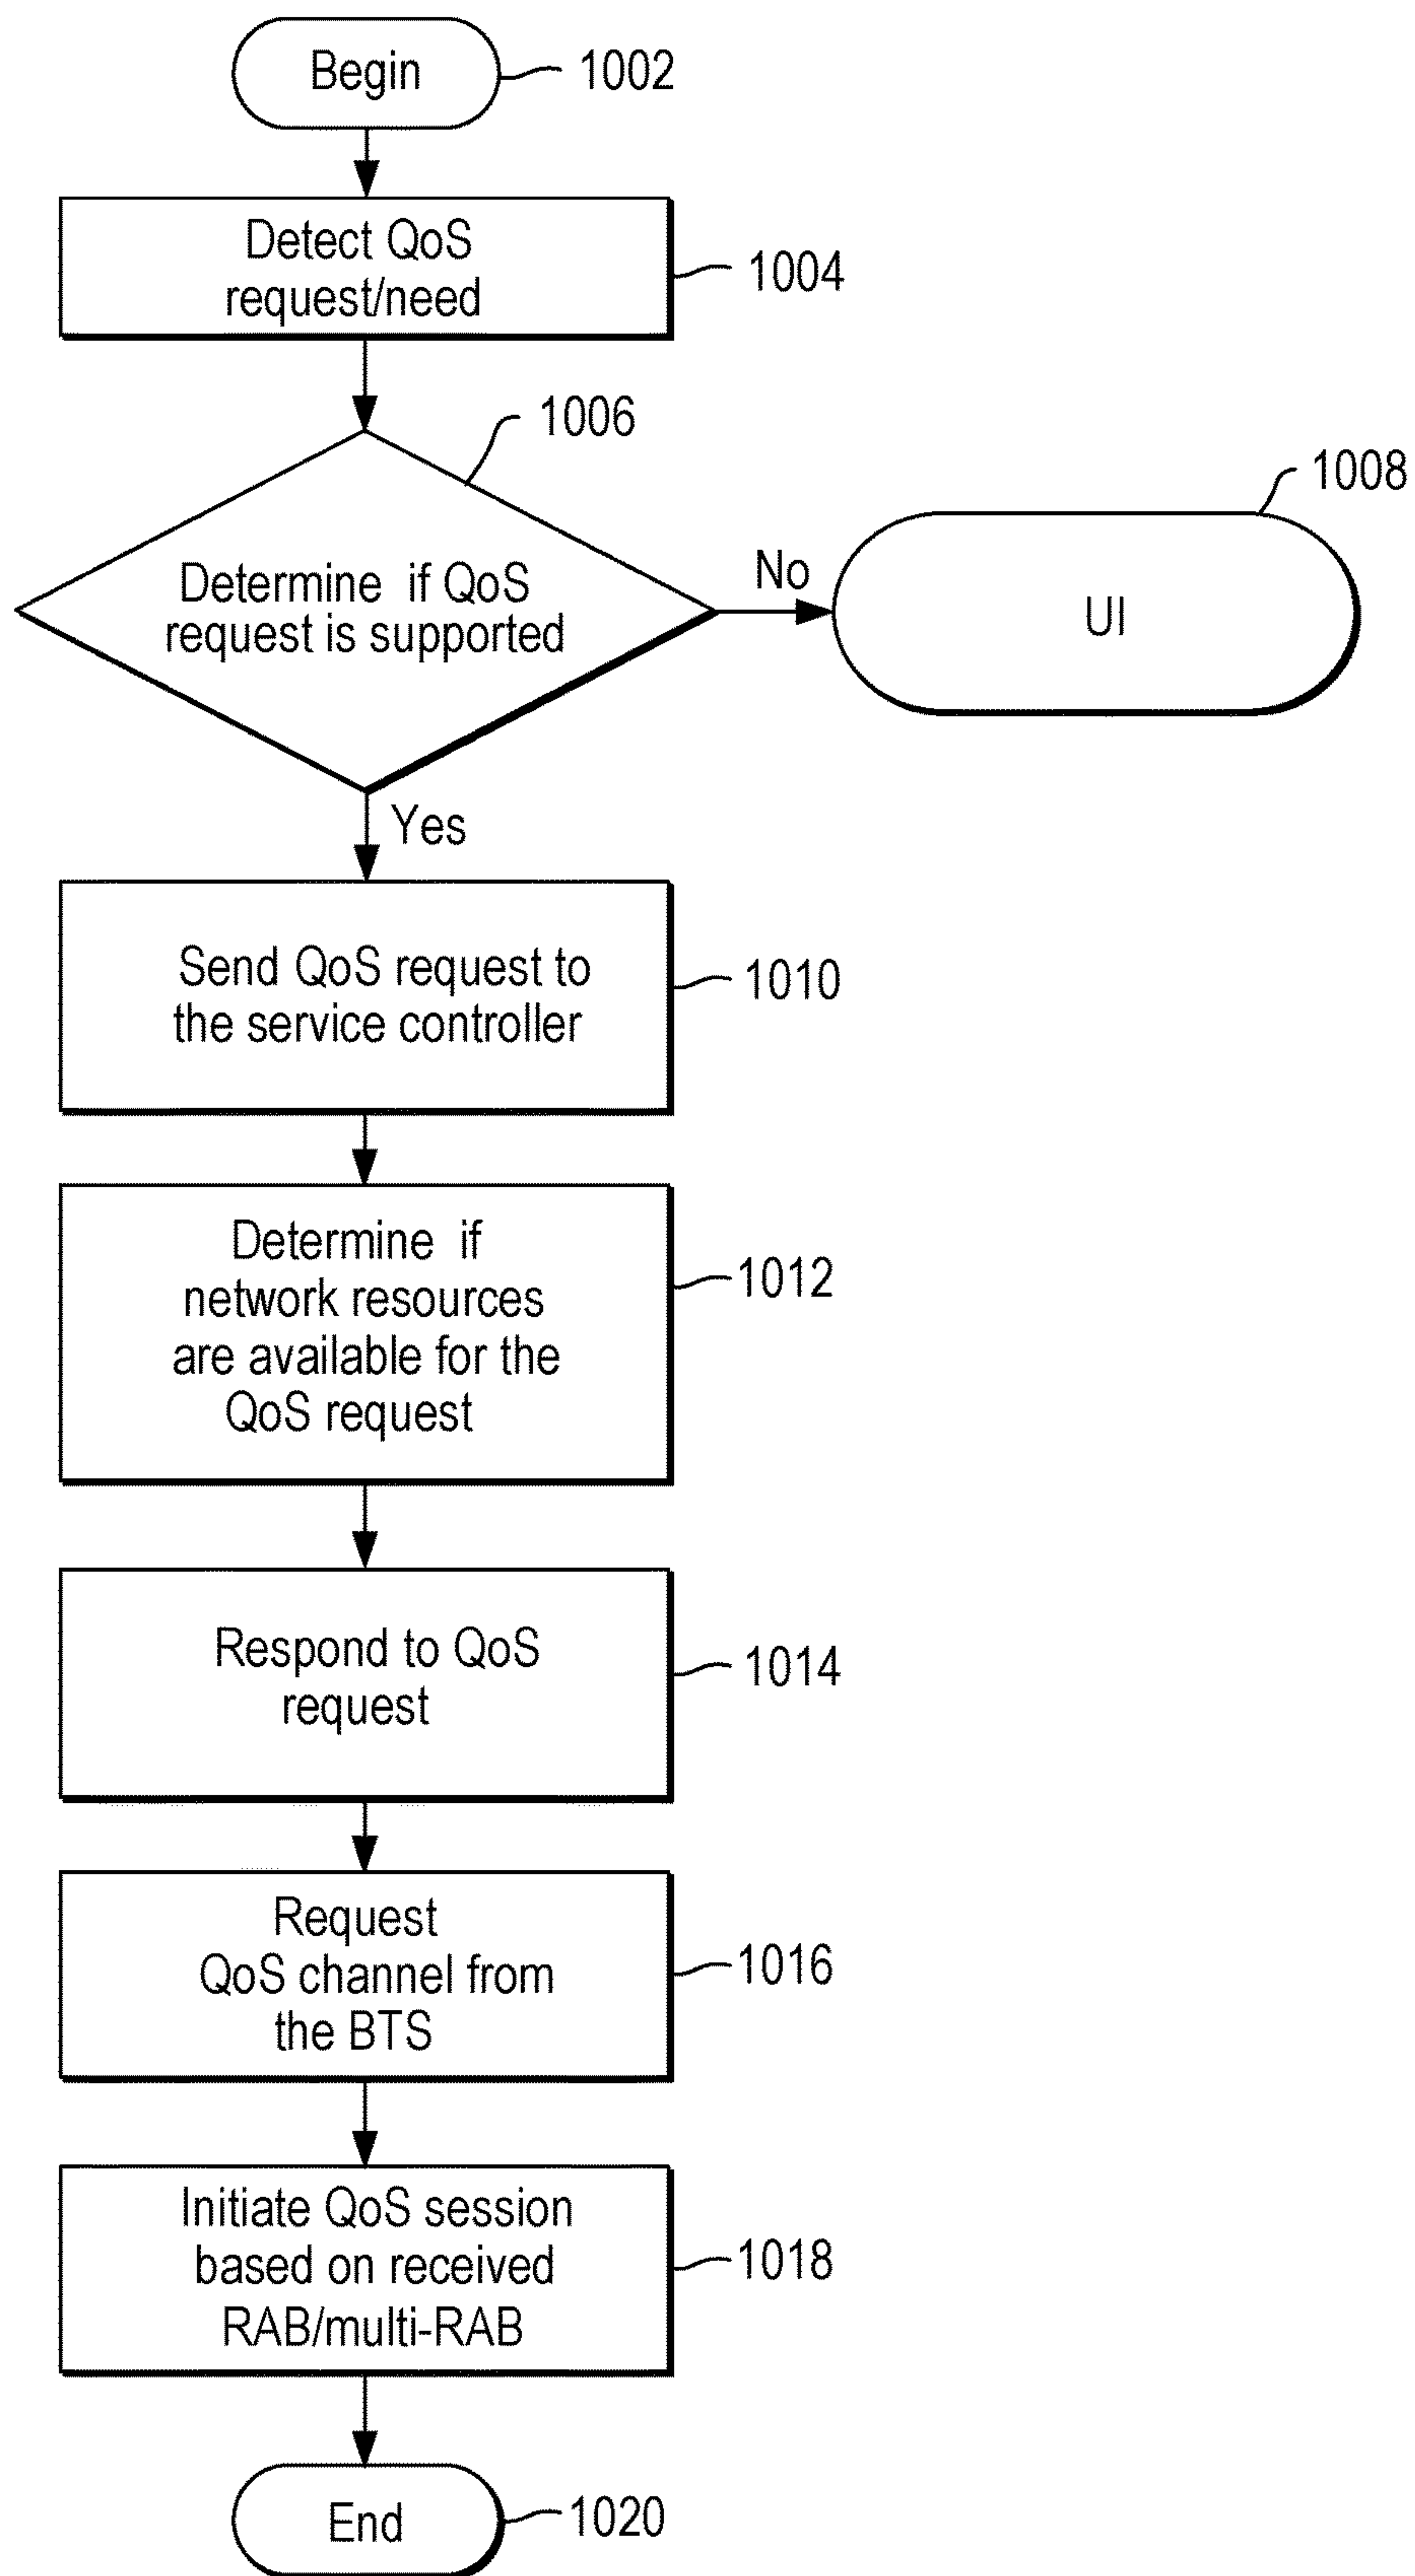 Begin
1002
Detect QoS
request/need
1004
1006
Determine if QoS
request is supported
No
1008
UI
Yes
Send QoS request to
the service controller
1010
Determine if
network resources
are available for the
QoS request
1012
Respond to QoS
request
1014
Request
QoS channel from
the BTS
1016
Initiate QoS session
based on received
RAB/multi-RAB
1018
End
1020